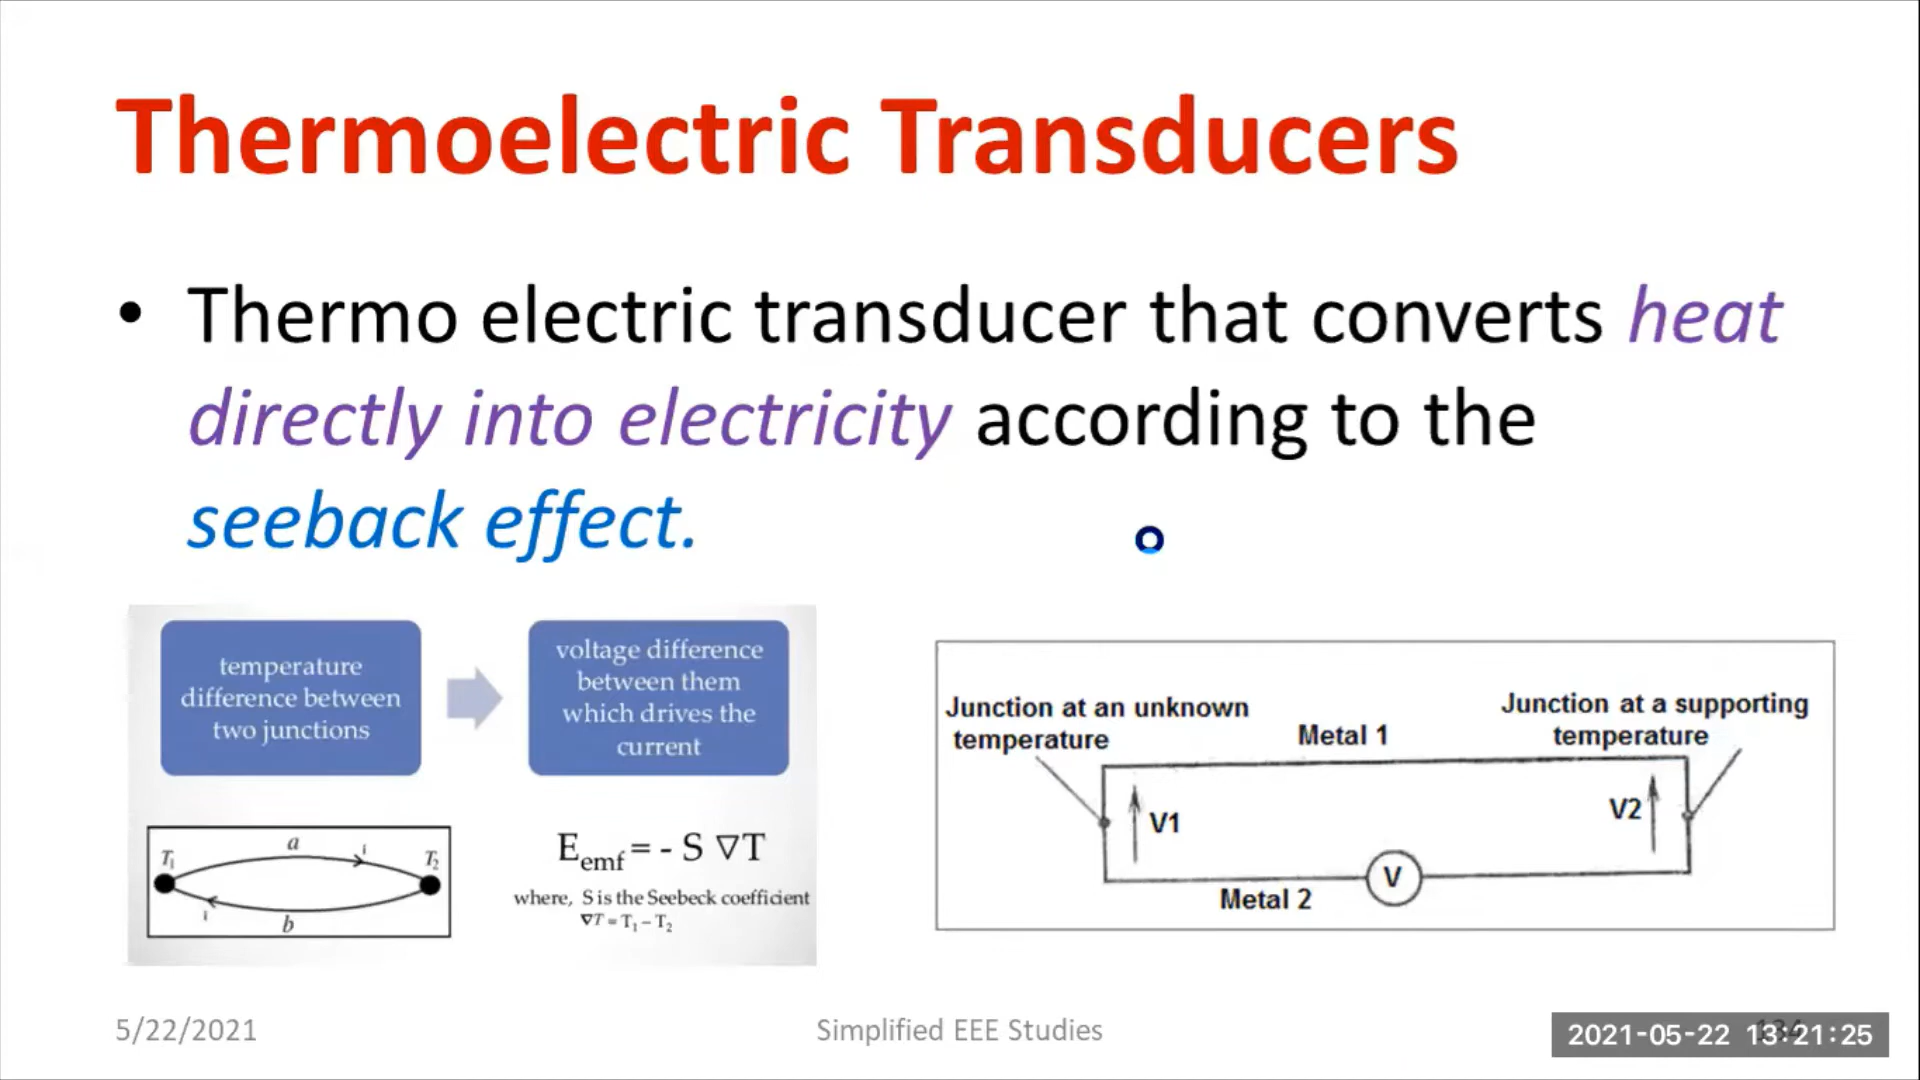 Thermoelectric Transducers
• Thermo electric transducer that converts heat
directly into electricity according to the
seeback effect.
temperature
difference between
two junctions
voltage difference
between them
which drives the
current
a
i
T₁
T₂
i
b
Eemf = - S ∇T
where, S is the Seebeck coefficient
∇T = T₁ – T₂
Junction at an unknown
temperature
Metal 1
Junction at a supporting
temperature
V1
V2
V
Metal 2
5/22/2021
Simplified EEE Studies
2021-05-22 13:21:25